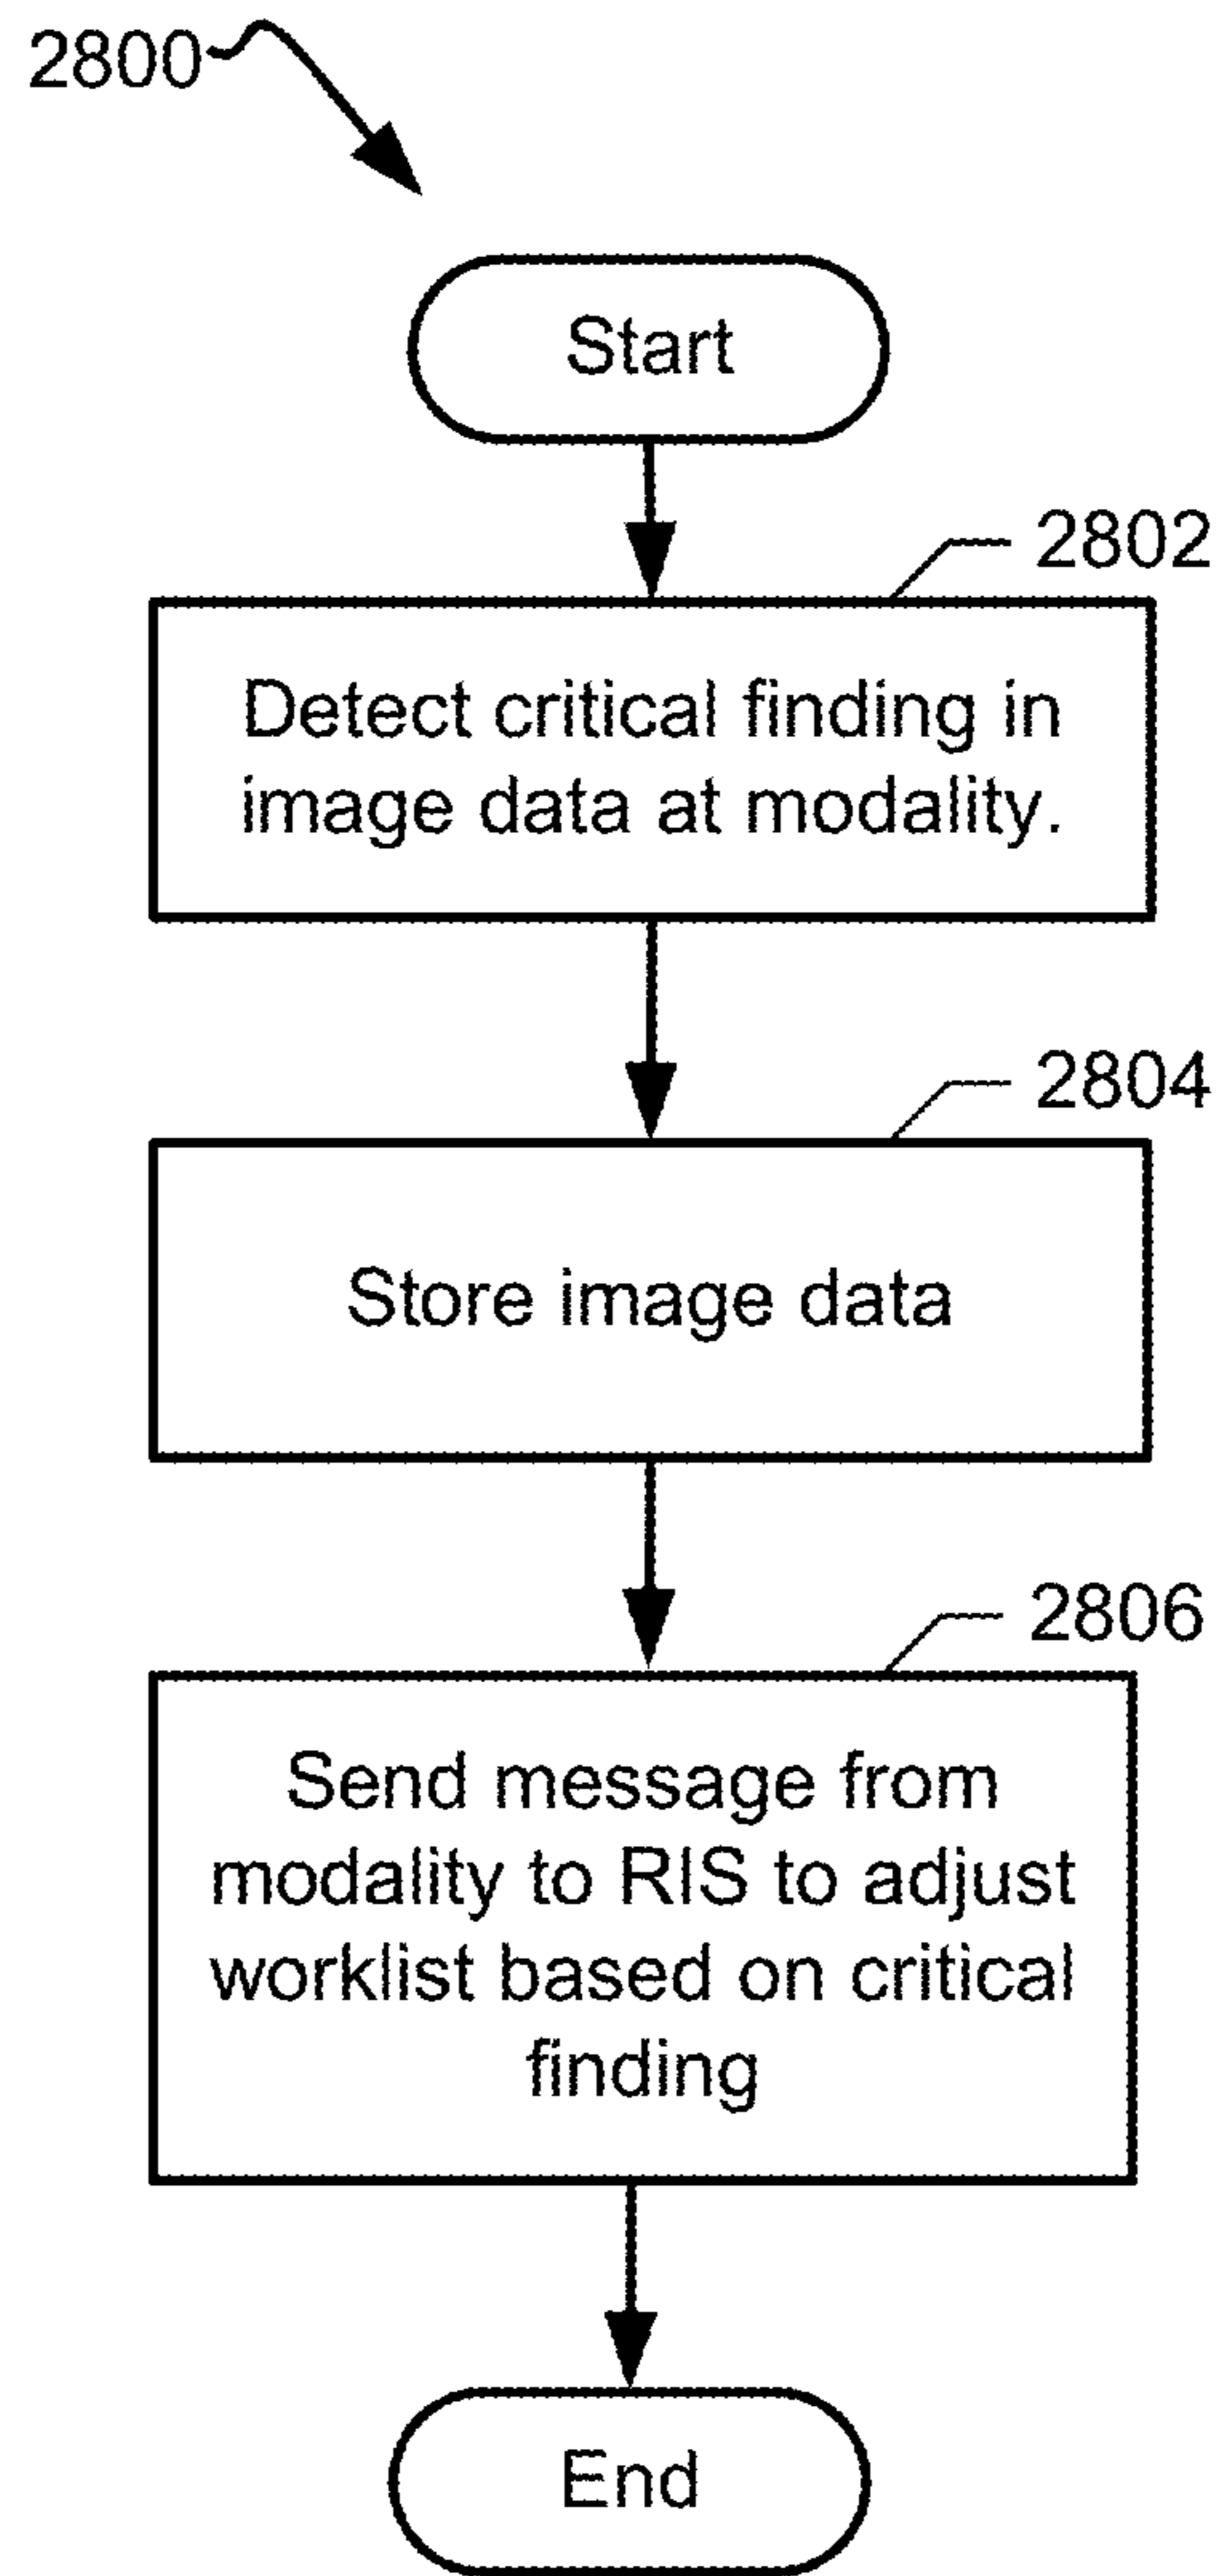 2800
Start
2802
Detect critical finding in
image data at modality.
2804
Store image data
2806
Send message from
modality to RIS to adjust
worklist based on critical
finding
End